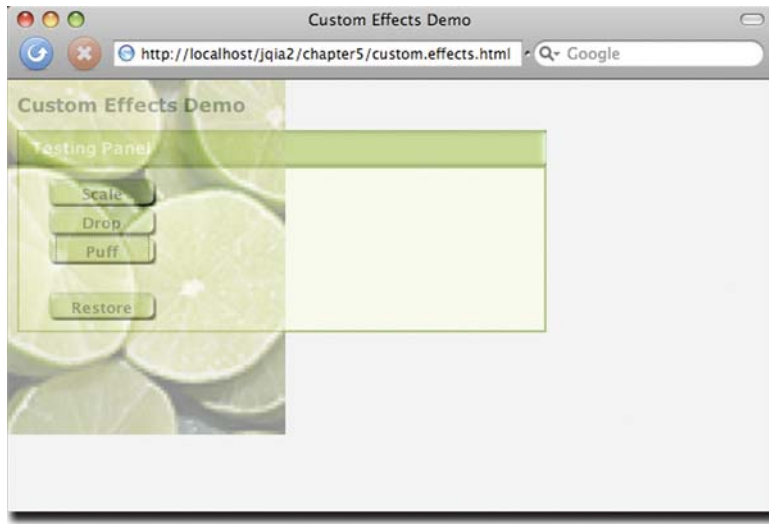 Custom Effects Demo
http://localhost/jqia2/chapter5/custom.effects.html
Google
Custom Effects Demo
Testing Panel
Scale
Drop
Puff
Restore